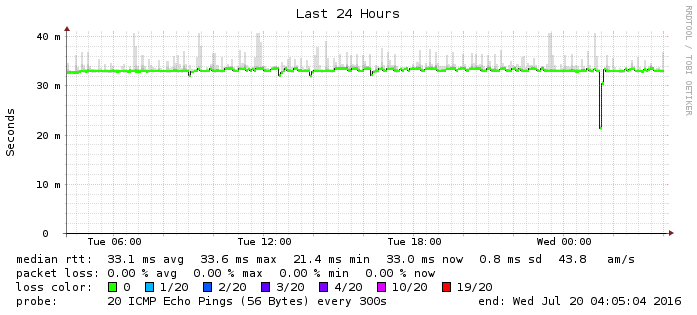 Last 24 Hours
RRDTOOL / TOBI OETIKER
Seconds
40 m
30 m
20 m
10 m
0
Tue 06:00 Tue 12:00 Tue 18:00 Wed 00:00
median rtt: 33.1 ms avg 33.6 ms max 21.4 ms min 33.0 ms now 0.8 ms sd 43.8 am/s
packet loss: 0.00 % avg 0.00 % max 0.00 % min 0.00 % now
loss color: 0 1/20 2/20 3/20 4/20 10/20 19/20
probe: 20 ICMP Echo Pings (56 Bytes) every 300s end: Wed Jul 20 04:05:04 2016